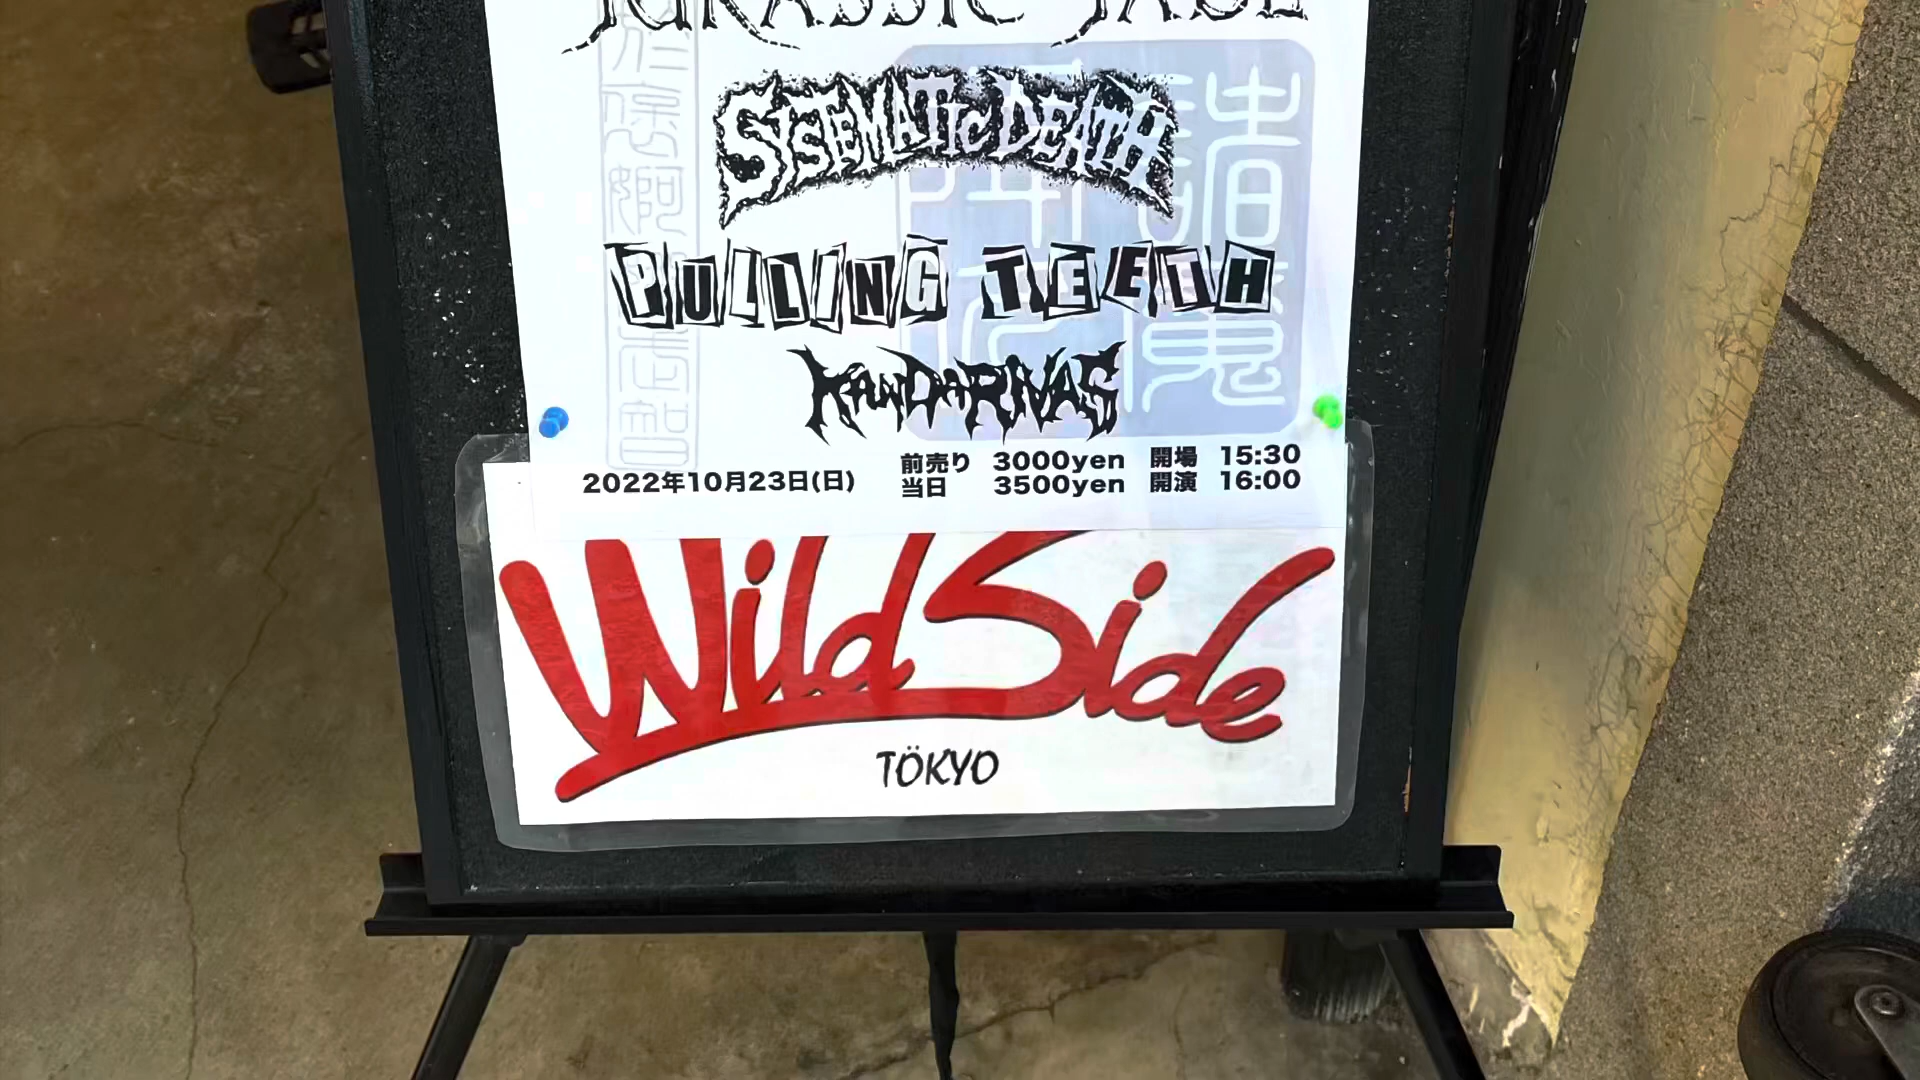 JURASSIC JADE
SYSTEMATIC DEATH
PULLING TEETH
KANDARIVAS
2022年10月23日(日)
前売り 3000yen 開場 15:30
当日 3500yen 開演 16:00
WildSide
TÖKYO